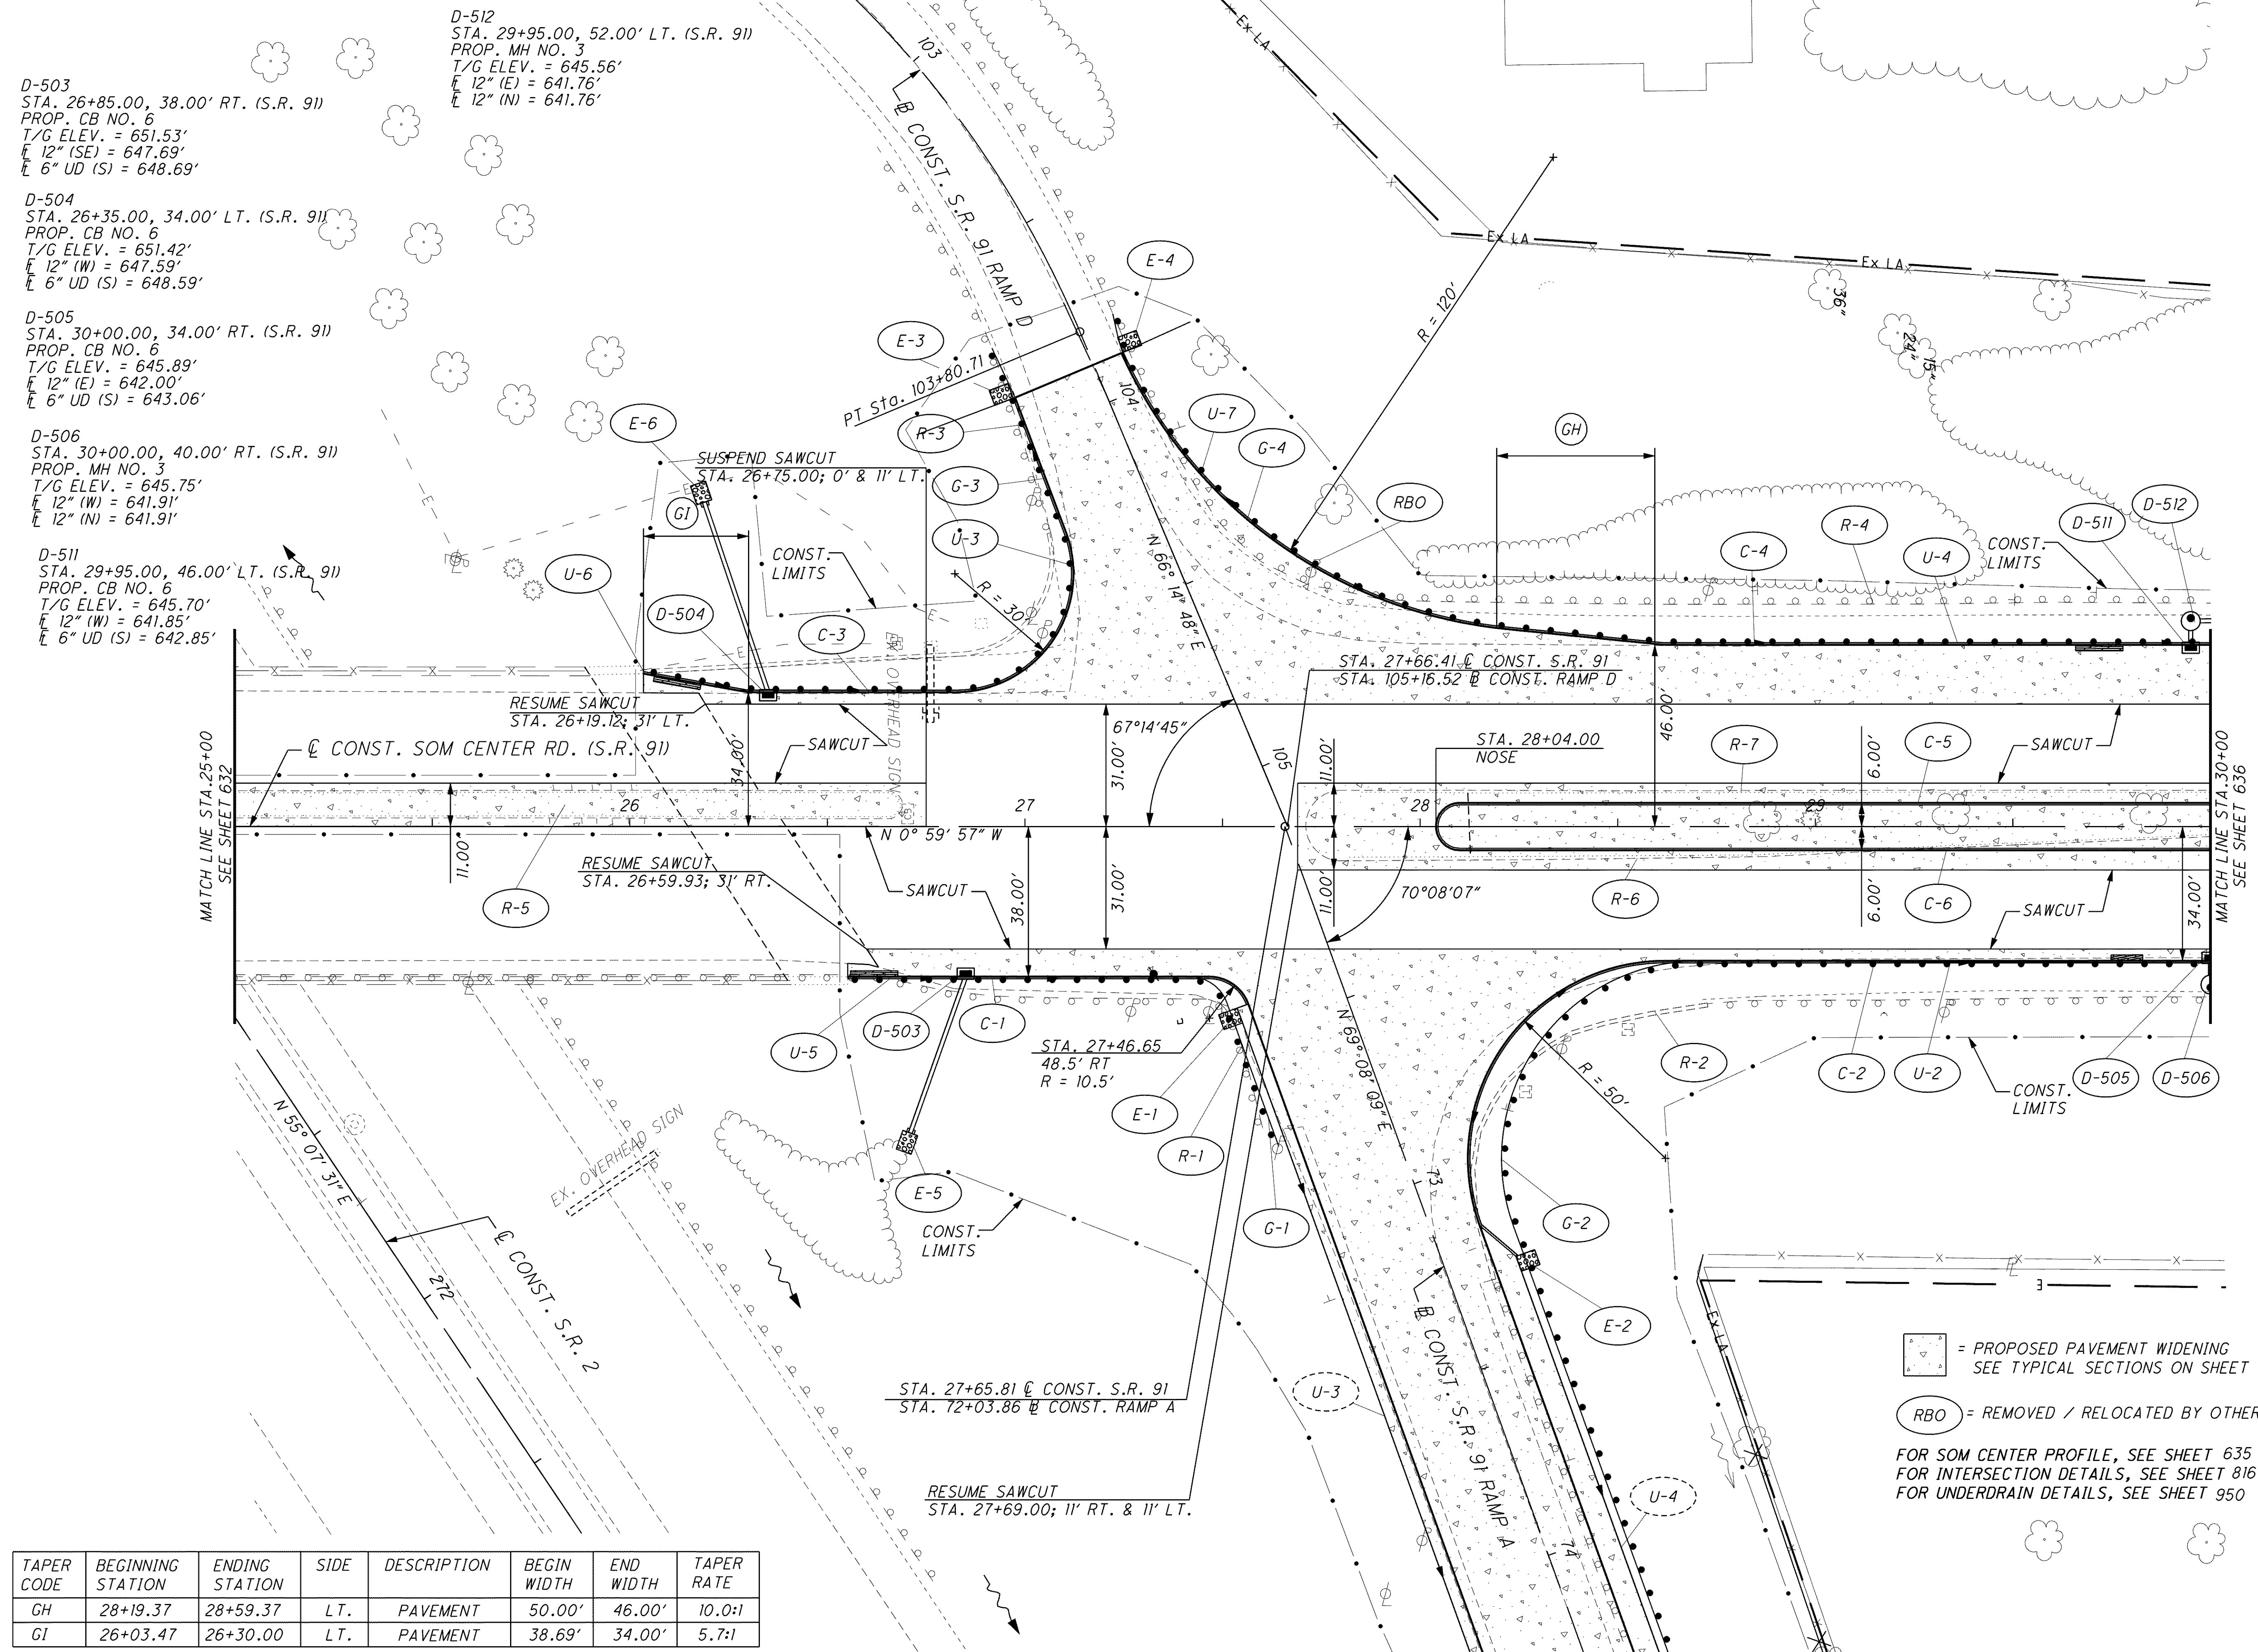 D-512
STA. 29+95.00, 52.00' LT. (S.R. 91)
PROP. MH NO. 3
T/G ELEV. = 645.56'
℄ 12" (E) = 641.76'
℄ 12" (N) = 641.76'
D-503
STA. 26+85.00, 38.00' RT. (S.R. 91)
PROP. CB NO. 6
T/G ELEV. = 651.53'
℄ 12" (SE) = 647.69'
℄ 6" UD (S) = 648.69'
D-504
STA. 26+35.00, 34.00' LT. (S.R. 91)
PROP. CB NO. 6
T/G ELEV. = 651.42'
℄ 12" (W) = 647.59'
℄ 6" UD (S) = 648.59'
D-505
STA. 30+00.00, 34.00' RT. (S.R. 91)
PROP. CB NO. 6
T/G ELEV. = 645.89'
℄ 12" (E) = 642.00'
℄ 6" UD (S) = 643.06'
D-506
STA. 30+00.00, 40.00' RT. (S.R. 91)
PROP. MH NO. 3
T/G ELEV. = 645.75'
℄ 12" (W) = 641.91'
℄ 12" (N) = 641.91'
D-511
STA. 29+95.00, 46.00' LT. (S.R. 91)
PROP. CB NO. 6
T/G ELEV. = 645.70'
℄ 12" (W) = 641.85'
℄ 6" UD (S) = 642.85'
103
℄ CONST. S.R. 91 RAMP D
Ex LA
Ex LA
Ex LA
E-4
E-3
PT Sta. 103+80.71
R = 120'
36"
24"
15"
104
E-6
R-3
U-7
G-4
GH
SUSPEND SAWCUT
STA. 26+75.00; 0' & 11' LT.
G-3
RBO
GI
U-3
C-4
R-4
U-4
D-511
D-512
CONST.
LIMITS
CONST.
LIMITS
U-6
D-504
C-3
R = 30'
N 66° 14' 48" E
EX. OVERHEAD SIGN
E
E
E
E
E
STA. 27+66.41 ℄ CONST. S.R. 91
STA. 105+16.52 ℄ CONST. RAMP D
RESUME SAWCUT
STA. 26+19.12; 31' LT.
67°14'45"
46.00'
℄ CONST. SOM CENTER RD. (S.R. 91)
SAWCUT
34.00'
31.00'
105
11.00'
STA. 28+04.00
NOSE
R-7
C-5
SAWCUT
6.00'
MATCH LINE STA.25+00
SEE SHEET 632
MATCH LINE STA.30+00
SEE SHEET 636
26
27
28
29
N 0° 59' 57" W
11.00'
RESUME SAWCUT
STA. 26+59.93; 31' RT.
SAWCUT
38.00'
31.00'
11.00'
70°08'07"
R-5
R-6
C-6
6.00'
SAWCUT
34.00'
U-5
D-503
C-1
STA. 27+46.65
48.5' RT
R = 10.5'
E-1
R-1
N 69° 08' 09" E
R = 50'
R-2
C-2
U-2
CONST.
LIMITS
D-505
D-506
N 55° 07' 31" E
EX. OVERHEAD SIGN
E-5
CONST.
LIMITS
G-1
73
G-2
E-2
272
℄ CONST. S.R. 2
℄ CONST. S.R. 91 RAMP A
Ex LA
E
STA. 27+65.81 ℄ CONST. S.R. 91
STA. 72+03.86 ℄ CONST. RAMP A
U-3
U-4
74
RESUME SAWCUT
STA. 27+69.00; 11' RT. & 11' LT.
= PROPOSED PAVEMENT WIDENING
SEE TYPICAL SECTIONS ON SHEET
RBO = REMOVED / RELOCATED BY OTHER
FOR SOM CENTER PROFILE, SEE SHEET 635
FOR INTERSECTION DETAILS, SEE SHEET 816
FOR UNDERDRAIN DETAILS, SEE SHEET 950
TAPER CODE BEGINNING STATION ENDING STATION SIDE DESCRIPTION BEGIN WIDTH END WIDTH TAPER RATE
GH 28+19.37 28+59.37 LT. PAVEMENT 50.00' 46.00' 10.0:1
GI 26+03.47 26+30.00 LT. PAVEMENT 38.69' 34.00' 5.7:1